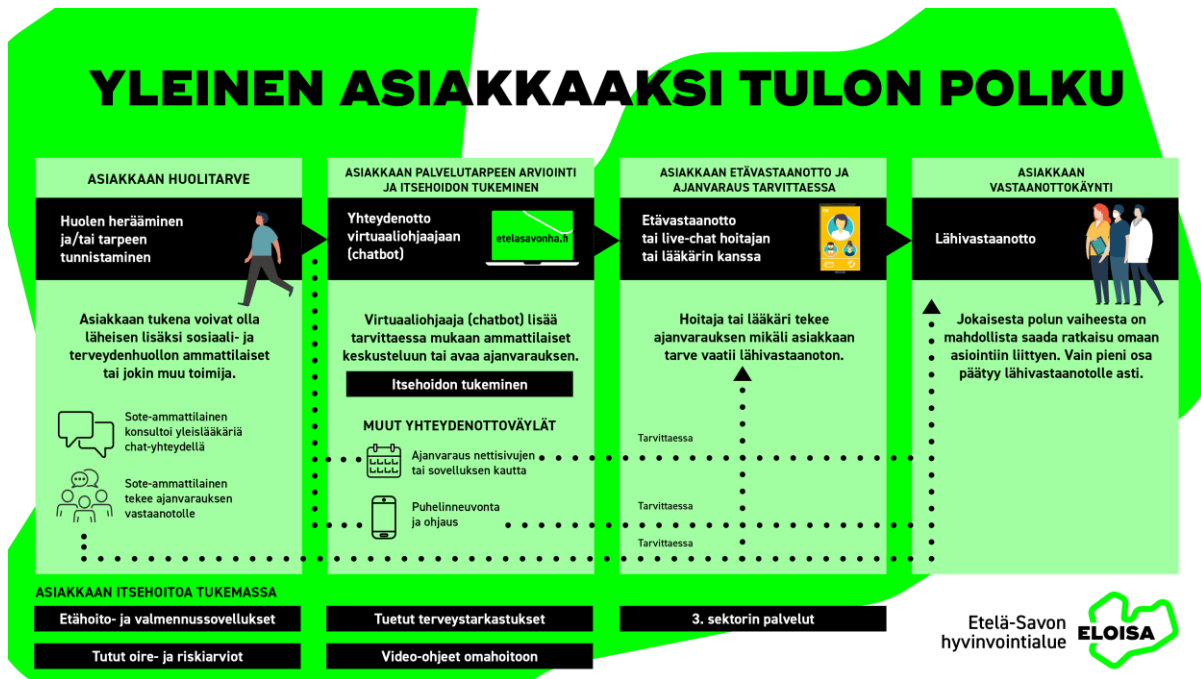 YLEINEN ASIAKKAAKSI TULON POLKU
ASIAKKAAN HUOLITARVE
Huolen herääminen
ja/tai tarpeen
tunnistaminen
Asiakkaan tukena voivat olla
läheisen lisäksi sosiaali- ja
terveydenhuollon ammattilaiset
tai jokin muu toimija.
Sote-ammattilainen
konsultoi yleislääkäriä
chat-yhteydellä
Sote-ammattilainen
tekee ajanvarauksen
vastaanotolle
ASIAKKAAN PALVELUTARPEEN ARVIOINTI
JA ITSEHOIDON TUKEMINEN
Yhteydenotto
virtuaaliohjaajaan
(chatbot)
etelasavonha.fi
Virtuaaliohjaaja (chatbot) lisää
tarvittaessa mukaan ammattilaiset
keskusteluun tai avaa ajanvarauksen.
Itsehoidon tukeminen
MUUT YHTEYDENOTTOVÄYLÄT
Ajanvaraus nettisivujen
tai sovelluksen kautta
Puhelinneuvonta
ja ohjaus
ASIAKKAAN ETÄVASTAANOTTO JA
AJANVARAUS TARVITTAESSA
Etävastaanotto
tai live-chat hoitajan
tai lääkärin kanssa
Hoitaja tai lääkäri tekee
ajanvarauksen mikäli asiakkaan
tarve vaatii lähivastaanoton.
Tarvittaessa
Tarvittaessa
Tarvittaessa
ASIAKKAAN
VASTAANOTTOKÄYNTI
Lähivastaanotto
Jokaisesta polun vaiheesta on
mahdollista saada ratkaisu omaan
asiointiin liittyen. Vain pieni osa
päätyy lähivastaanotolle asti.
ASIAKKAAN ITSEHOITOA TUKEMASSA
Etähoito- ja valmennussovellukset
Tuetut terveystarkastukset
3. sektorin palvelut
Tutut oire- ja riskiarviot
Video-ohjeet omahoitoon
Etelä-Savon
hyvinvointialue
ELOISA